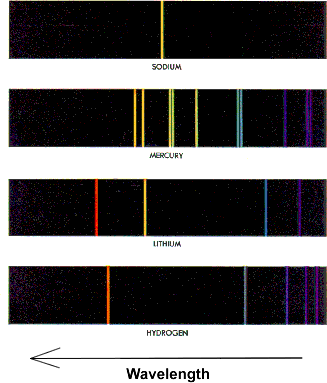 SODIUM
MERCURY
LITHIUM
HYDROGEN
Wavelength